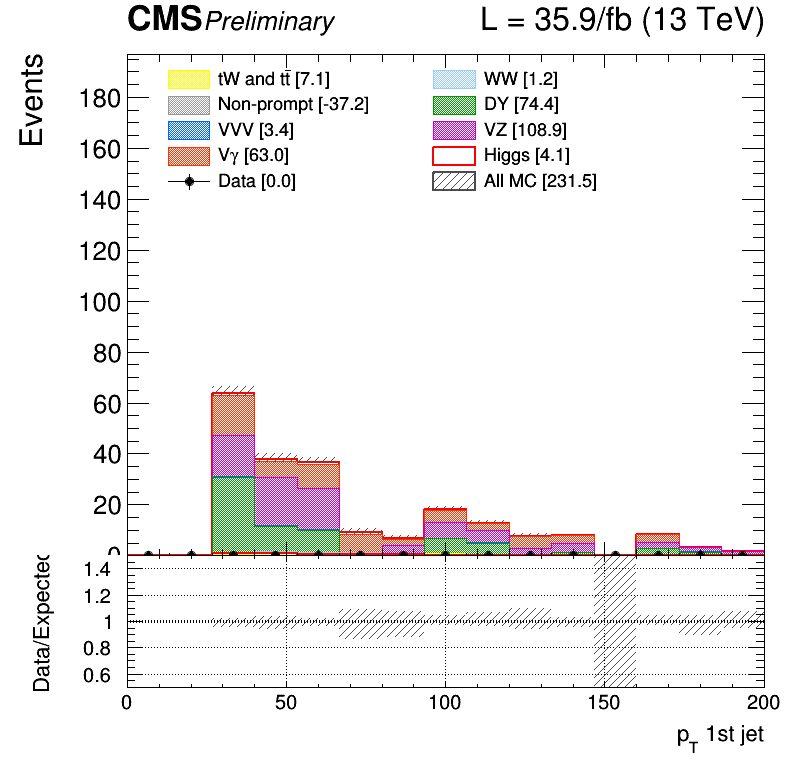 CMS Preliminary L = 35.9/fb (13 TeV)
Events
tW and tt̄ [7.1]
Non-prompt [-37.2]
VVV [3.4]
Vγ [63.0]
Data [0.0]
WW [1.2]
DY [74.4]
VZ [108.9]
Higgs [4.1]
All MC [231.5]
180
160
140
120
100
80
60
40
20
0
Data/Expected
1.4
1.2
1
0.8
0.6
0 50 100 150 200
p_T 1st jet